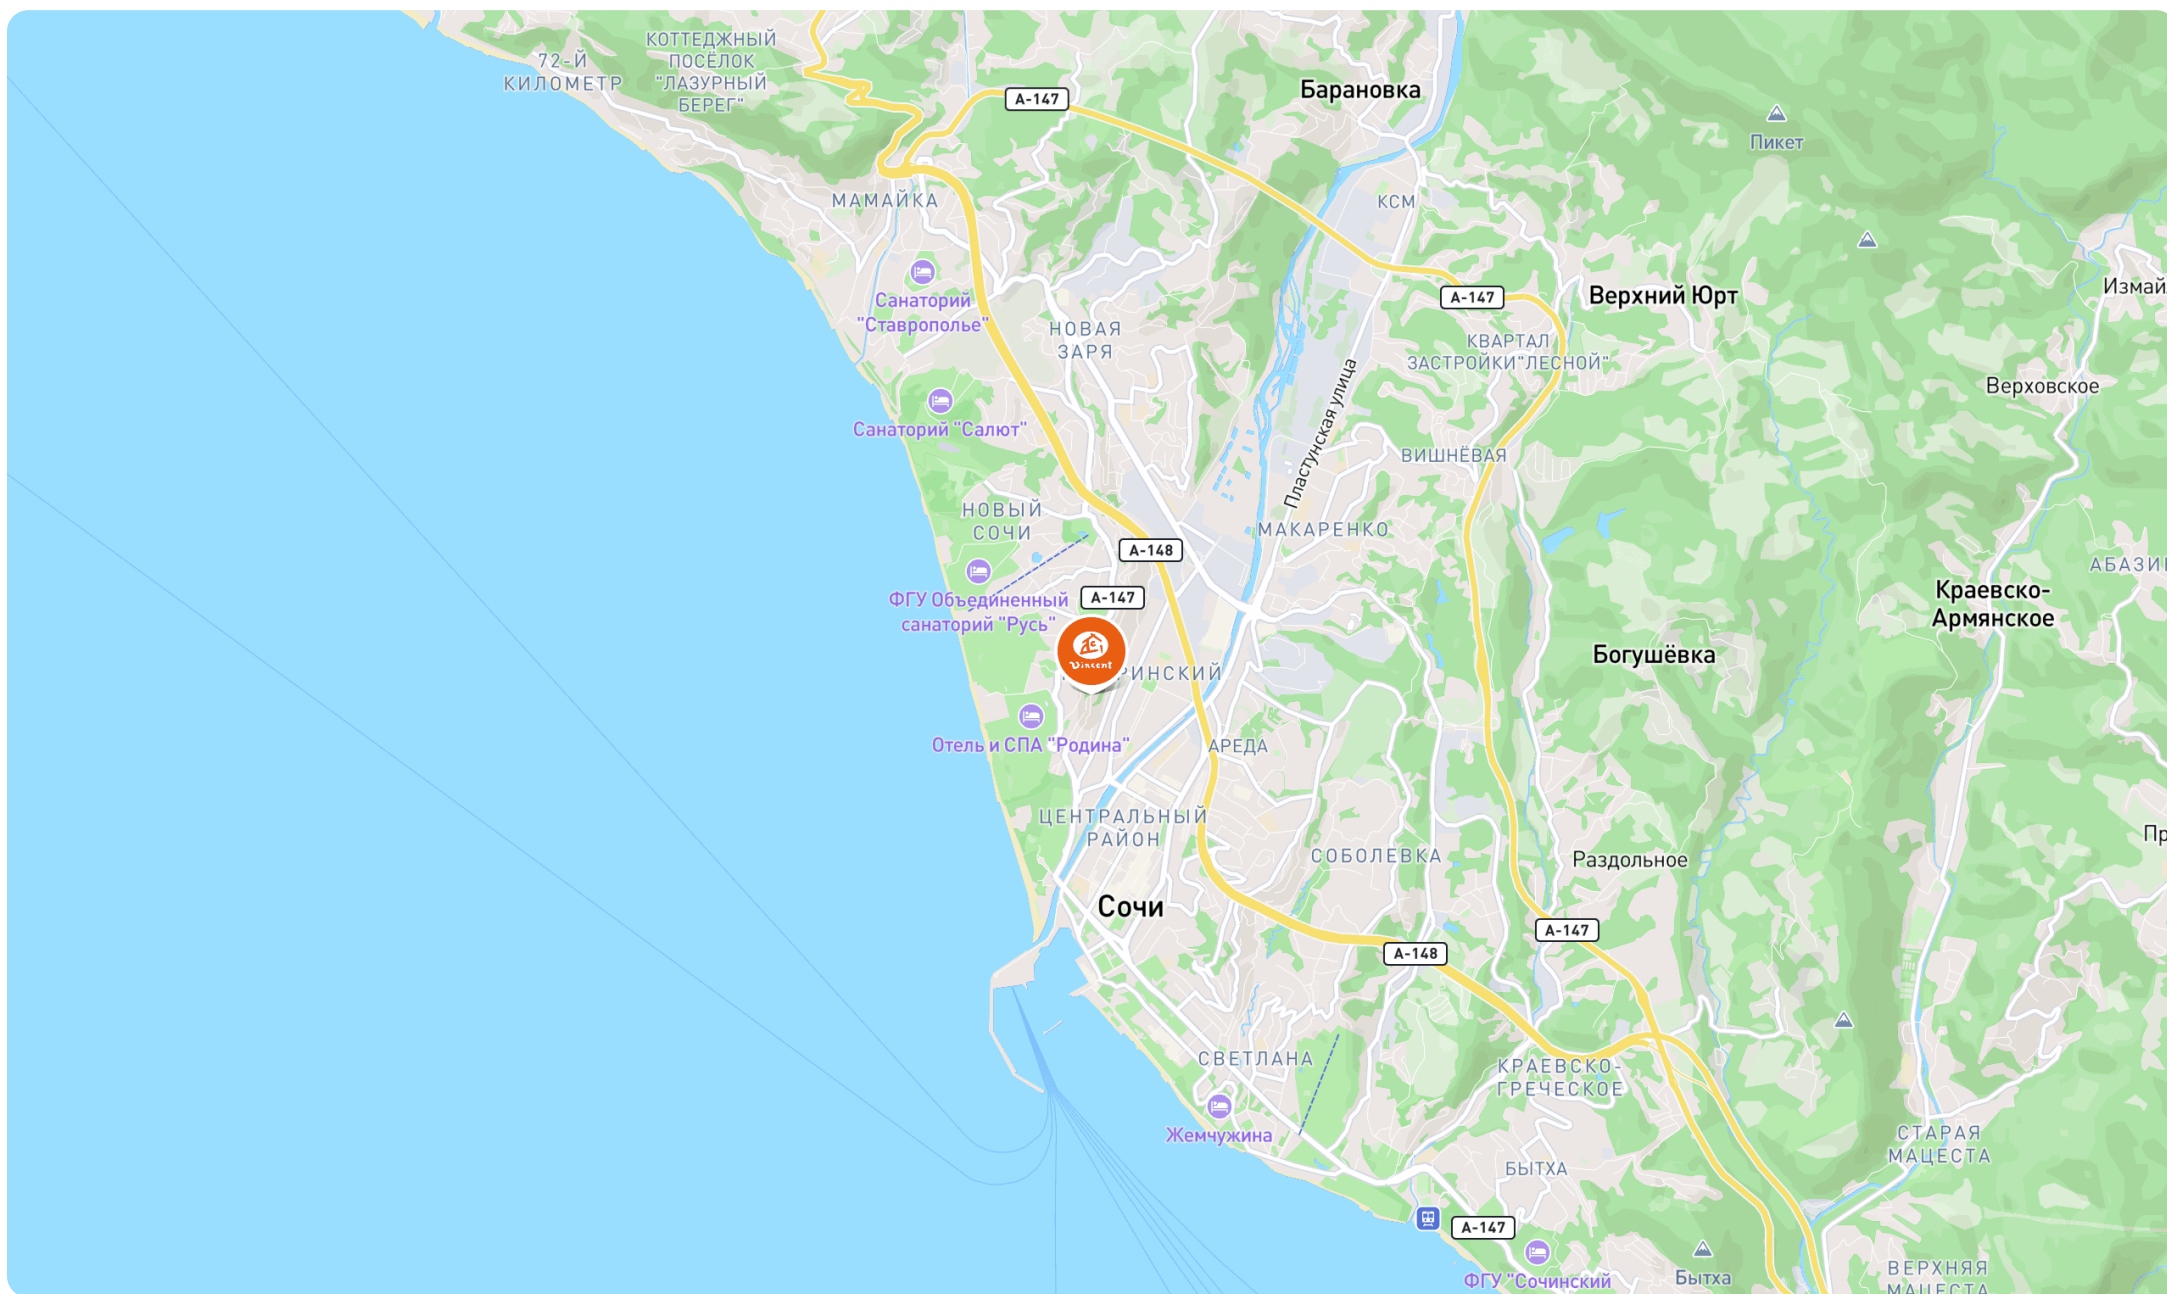 КОТТЕДЖНЫЙ
ПОСЁЛОК
"ЛАЗУРНЫЙ
БЕРЕГ"
72-Й
КИЛОМЕТР
А-147
Барановка
Пикет
МАМАЙКА
КСМ
Санаторий
"Ставрополье"
А-147
Верхний Юрт
Измай
НОВАЯ
ЗАРЯ
КВАРТАЛ
ЗАСТРОЙКИ"ЛЕСНОЙ"
Верховское
Пластунская улица
Санаторий "Салют"
ВИШНЁВАЯ
НОВЫЙ
СОЧИ
МАКАРЕНКО
А-148
АБАЗИ
А-147
ФГУ Объединенный
санаторий "Русь"
Краевско-
Армянское
Vincent
РИНСКИЙ
Богушёвка
Отель и СПА "Родина"
АРЕДА
ЦЕНТРАЛЬНЫЙ
РАЙОН
Пр
СОБОЛЕВКА
Раздольное
Сочи
А-147
А-148
СВЕТЛАНА
КРАЕВСКО-
ГРЕЧЕСКОЕ
Жемчужина
СТАРАЯ
МАЦЕСТА
БЫТХА
А-147
ФГУ "Сочинский
Бытха
ВЕРХНЯЯ
МАЦЕСТА